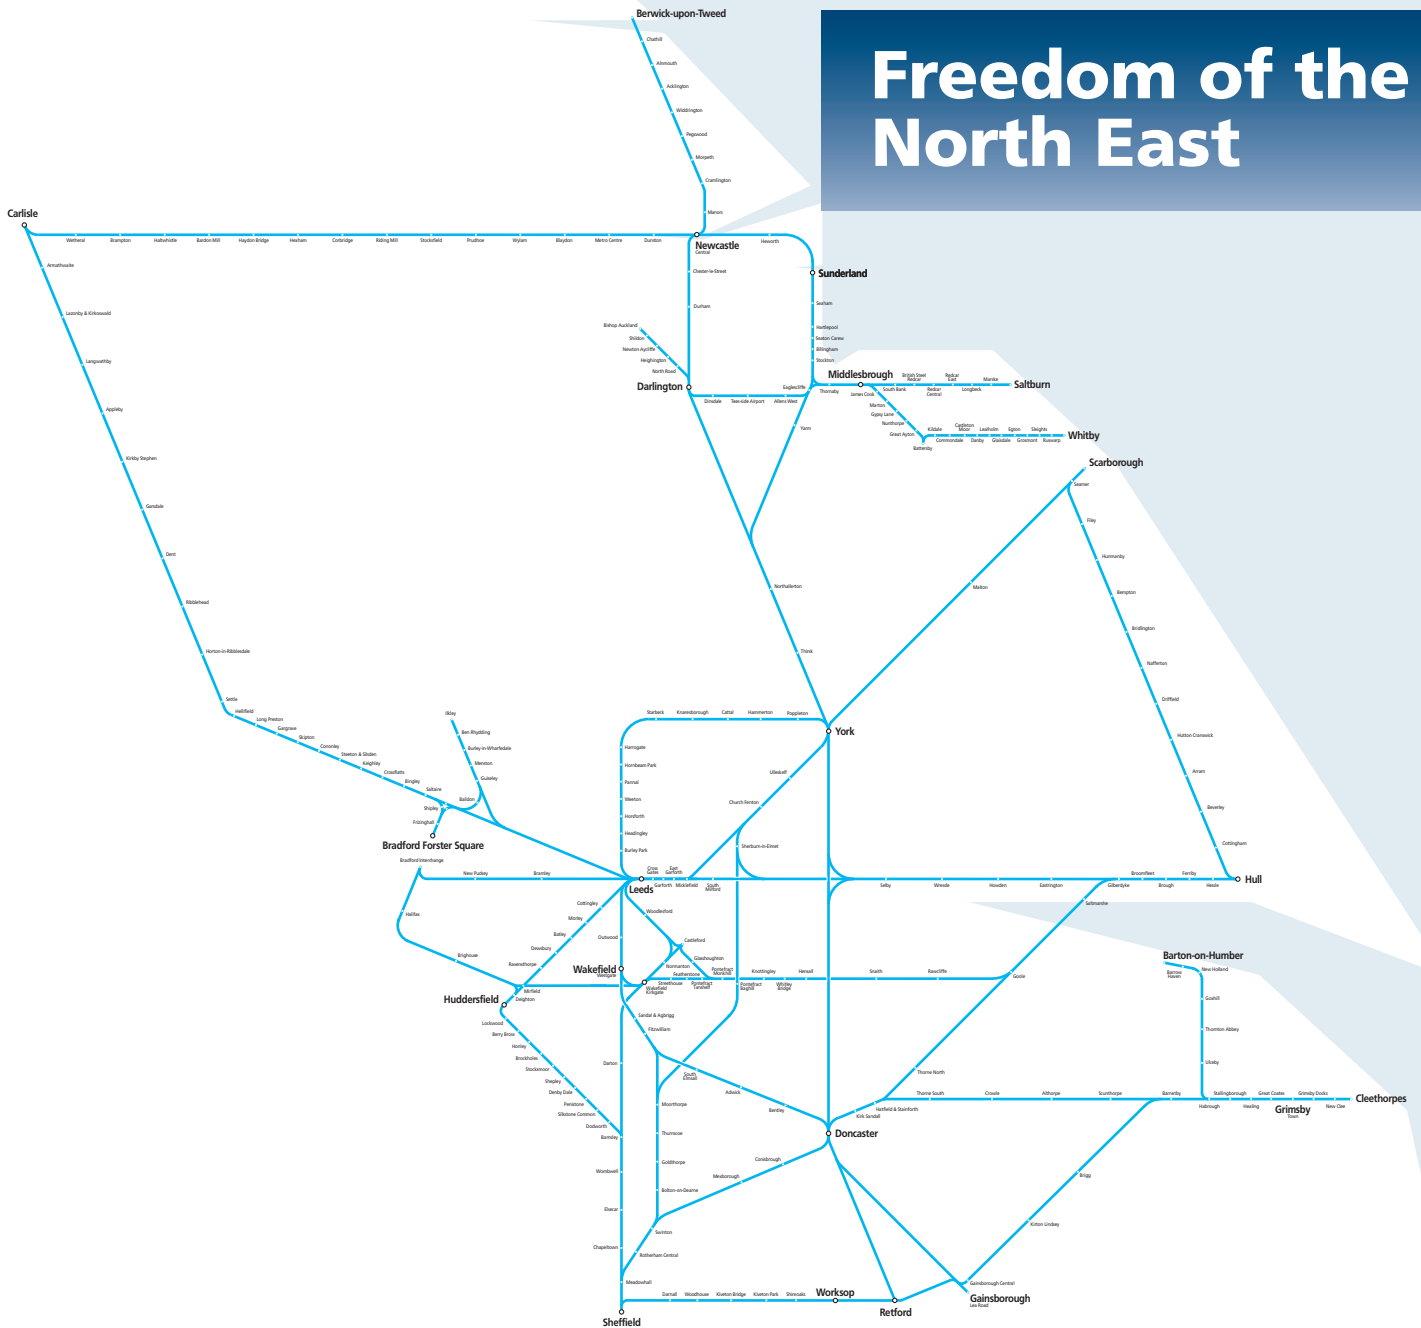 Freedom of the
North East
Berwick-upon-Tweed
Chathill
Alnmouth
Acklington
Widdrington
Pegswood
Morpeth
Cramlington
Manors
Carlisle
Wetheral
Brampton
Haltwhistle
Bardon Mill
Haydon Bridge
Hexham
Corbridge
Riding Mill
Stocksfield
Prudhoe
Wylam
Blaydon
Metro Centre
Dunston
Newcastle
Central
Heworth
Sunderland
Seaham
Hartlepool
Seaton Carew
Billingham
Stockton
Chester-le-Street
Durham
Bishop Auckland
Shildon
Newton Aycliffe
Heighington
North Road
Darlington
Dinsdale
Tees-side Airport
Allens West
Eaglescliffe
Yarm
Thornaby
Middlesbrough
James Cook
South Bank
British Steel
Redcar
Redcar
Central
Redcar
East
Longbeck
Marske
Saltburn
Marton
Gypsy Lane
Nunthorpe
Great Ayton
Battersby
Kildale
Commondale
Castleton
Moor
Danby
Lealholm
Glaisdale
Egton
Grosmont
Sleights
Ruswarp
Whitby
Scarborough
Seamer
Filey
Hunmanby
Bempton
Bridlington
Nafferton
Driffield
Hutton Cranswick
Arram
Beverley
Cottingham
Malton
Northallerton
Thirsk
Armathwaite
Lazonby & Kirkoswald
Langwathby
Appleby
Kirkby Stephen
Garsdale
Dent
Ribblehead
Horton-in-Ribblesdale
Settle
Hellifield
Long Preston
Gargrave
Skipton
Cononley
Steeton & Silsden
Keighley
Crossflatts
Bingley
Saltaire
Shipley
Frizinghall
Bradford Forster Square
Ilkley
Ben Rhydding
Burley-in-Wharfedale
Menston
Guiseley
Baildon
Starbeck
Knaresborough
Cattal
Hammerton
Poppleton
York
Harrogate
Hornbeam Park
Pannal
Weeton
Horsforth
Headingley
Burley Park
Ulleskelf
Church Fenton
Sherburn-in-Elmet
Bradford Interchange
New Pudsey
Bramley
Leeds
Cross
Gates
Garforth
East
Garforth
Micklefield
South
Milford
Selby
Wressle
Howden
Eastrington
Gilberdyke
Broomfleet
Brough
Ferriby
Hessle
Hull
Saltmarshe
Halifax
Brighouse
Cottingley
Morley
Batley
Dewsbury
Ravensthorpe
Mirfield
Deighton
Huddersfield
Outwood
Wakefield
Westgate
Woodlesford
Castleford
Glasshoughton
Normanton
Wakefield
Kirkgate
Streethouse
Featherstone
Pontefract
Tanshelf
Pontefract
Monkhill
Pontefract
Baghill
Knottingley
Whitley
Bridge
Hensall
Snaith
Rawcliffe
Goole
Sandal & Agbrigg
Fitzwilliam
South
Elmsall
Adwick
Bentley
Lockwood
Berry Brow
Honley
Brockholes
Stocksmoor
Shepley
Denby Dale
Penistone
Silkstone Common
Dodworth
Barnsley
Darton
Wombwell
Elsecar
Chapeltown
Meadowhall
Moorthorpe
Thurnscoe
Goldthorpe
Bolton-on-Dearne
Swinton
Rotherham Central
Mexborough
Conisbrough
Doncaster
Kirk Sandall
Hatfield & Stainforth
Thorne North
Thorne South
Crowle
Althorpe
Scunthorpe
Barnetby
Barton-on-Humber
Barrow
Haven
New Holland
Goxhill
Thornton Abbey
Ulceby
Habrough
Stallingborough
Healing
Great Coates
Grimsby
Town
Grimsby Docks
New Clee
Cleethorpes
Brigg
Kirton Lindsey
Gainsborough Central
Gainsborough
Lea Road
Sheffield
Darnall
Woodhouse
Kiveton Bridge
Kiveton Park
Shireoaks
Worksop
Retford